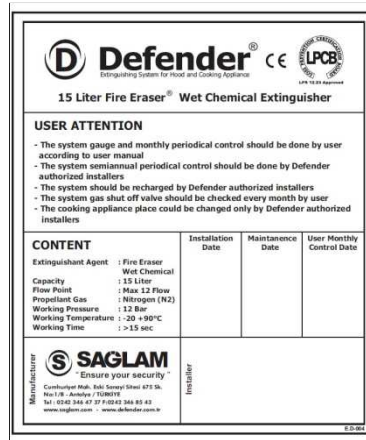 D Defender® CE LPCB
Extinguishing System for Hood and Cooking Appliance
LPS 1223 Approved
15 Liter Fire Eraser® Wet Chemical Extinguisher
USER ATTENTION
- The system gauge and monthly periodical control should be done by user
according to user manual
- The system semiannual periodical control should be done by Defender
authorized installers
- The system should be recharged by Defender authorized installers
- The system gas shut off valve should be checked every month by user
- The cooking appliance place could be changed only by Defender authorized
installers
CONTENT
Extinguishant Agent : Fire Eraser
Wet Chemical
Capacity : 15 Liter
Flow Point : Max 12 Flow
Propellant Gas : Nitrogen (N2)
Working Pressure : 12 Bar
Working Temperature : -20 +90°C
Working Time : >15 sec
Installation
Date
Maintanence
Date
User Monthly
Control Date
Manufacturer
S SAGLAM
"Ensure your security"
Cumhuriyet Mah. Eski Sanayi Sitesi 675 Sk.
No:1/B - Antalya / TÜRKİYE
Tel : 0242 346 47 37 F:0242 346 85 43
www.saglam.com - www.defender.com.tr
Installer
E.D-004